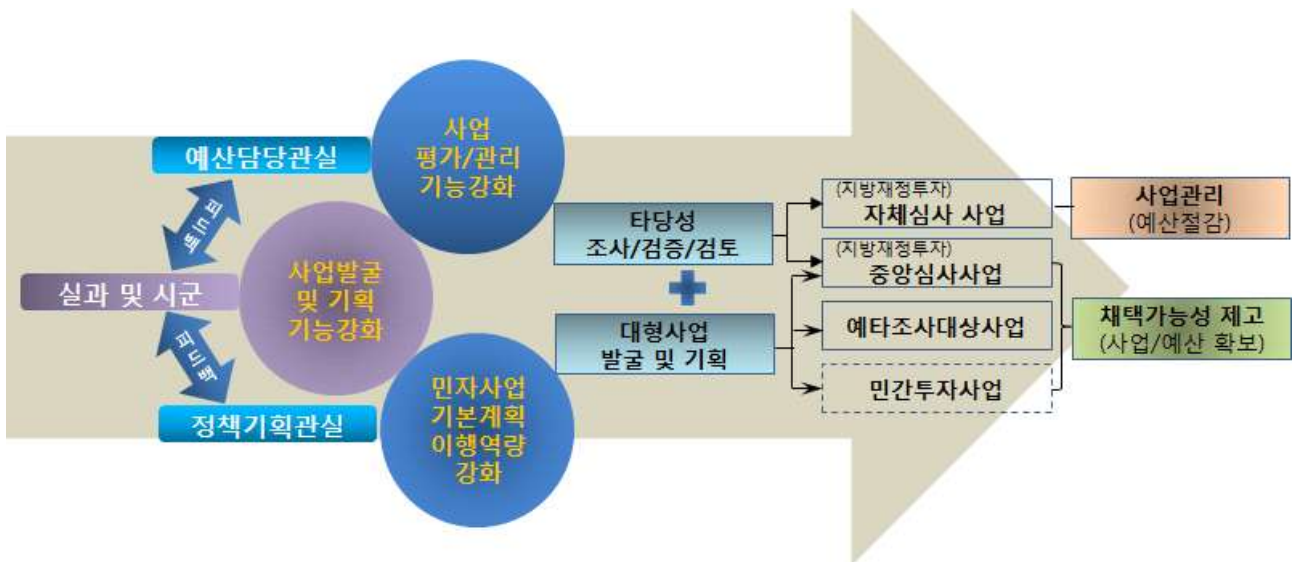 예산담당관실
피드백
실과 및 시군
피드백
정책기획관실
사업
평가/관리
기능강화
사업발굴
및 기획
기능강화
민자사업
기본계획
이행역량
강화
타당성
조사/검증/검토
대형사업
발굴 및 기획
(지방재정투자)
자체심사 사업
(지방재정투자)
중앙심사사업
예타조사대상사업
민간투자사업
사업관리
(예산절감)
채택가능성 제고
(사업/예산 확보)